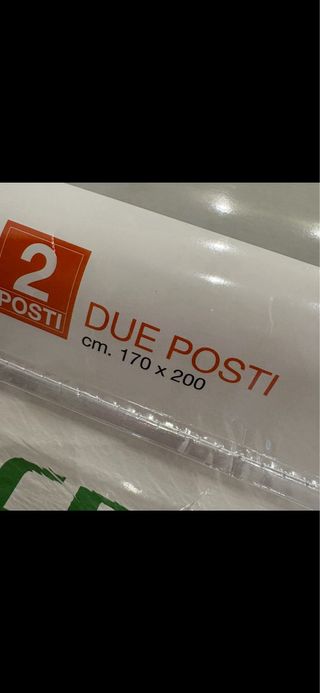 2
POSTI
DUE POSTI
cm. 170 x 200